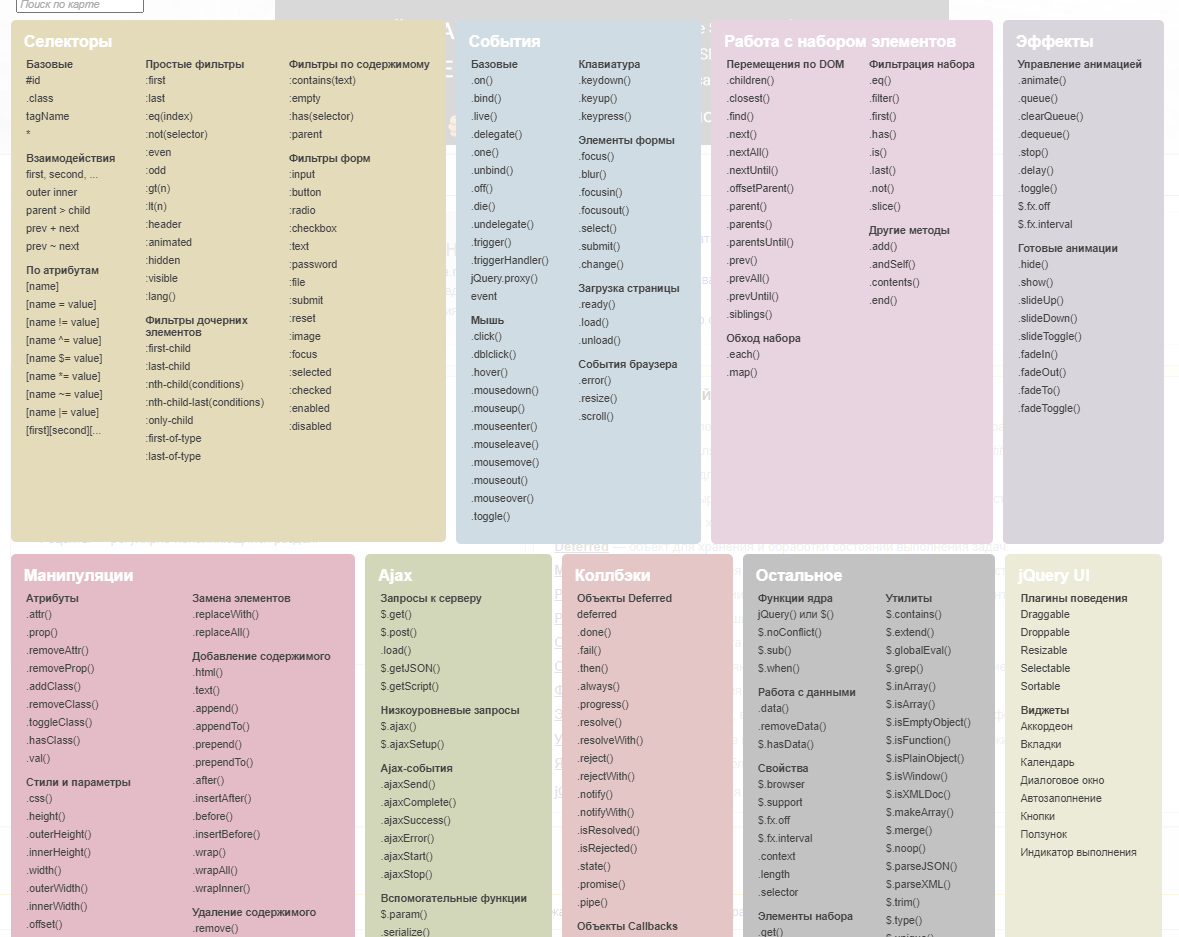 Поиск по карте
Селекторы
Базовые
#id
.class
tagName
*
Взаимодействия
first, second, ...
outer inner
parent > child
prev + next
prev ~ next
По атрибутам
[name]
[name = value]
[name != value]
[name ^= value]
[name $= value]
[name *= value]
[name ~= value]
[name |= value]
[first][second][...
Простые фильтры
:first
:last
:eq(index)
:not(selector)
:even
:odd
:gt(n)
:lt(n)
:header
:animated
:hidden
:visible
:lang()
Фильтры дочерних
элементов
:first-child
:last-child
:nth-child(conditions)
:nth-child-last(conditions)
:only-child
:first-of-type
:last-of-type
Фильтры по содержимому
:contains(text)
:empty
:has(selector)
:parent
Фильтры форм
:input
:button
:radio
:checkbox
:text
:password
:file
:submit
:reset
:image
:focus
:selected
:checked
:enabled
:disabled
События
Базовые
.on()
.bind()
.live()
.delegate()
.one()
.unbind()
.off()
.die()
.undelegate()
.trigger()
.triggerHandler()
jQuery.proxy()
event
Мышь
.click()
.dblclick()
.hover()
.mousedown()
.mouseup()
.mouseenter()
.mouseleave()
.mousemove()
.mouseout()
.mouseover()
.toggle()
Клавиатура
.keydown()
.keyup()
.keypress()
Элементы формы
.focus()
.blur()
.focusin()
.focusout()
.select()
.submit()
.change()
Загрузка страницы
.ready()
.load()
.unload()
События браузера
.error()
.resize()
.scroll()
Работа с набором элементов
Перемещения по DOM
.children()
.closest()
.find()
.next()
.nextAll()
.nextUntil()
.offsetParent()
.parent()
.parents()
.parentsUntil()
.prev()
.prevAll()
.prevUntil()
.siblings()
Обход набора
.each()
.map()
Фильтрация набора
.eq()
.filter()
.first()
.has()
.is()
.last()
.not()
.slice()
Другие методы
.add()
.andSelf()
.contents()
.end()
Эффекты
Управление анимацией
.animate()
.queue()
.clearQueue()
.dequeue()
.stop()
.delay()
.toggle()
$.fx.off
$.fx.interval
Готовые анимации
.hide()
.show()
.slideUp()
.slideDown()
.slideToggle()
.fadeIn()
.fadeOut()
.fadeTo()
.fadeToggle()
Deferred — объект для хранения и обработки состояний выполнения задач
Манипуляции
Атрибуты
.attr()
.prop()
.removeAttr()
.removeProp()
.addClass()
.removeClass()
.toggleClass()
.hasClass()
.val()
Стили и параметры
.css()
.height()
.outerHeight()
.innerHeight()
.width()
.outerWidth()
.innerWidth()
.offset()
Замена элементов
.replaceWith()
.replaceAll()
Добавление содержимого
.html()
.text()
.append()
.appendTo()
.prepend()
.prependTo()
.after()
.insertAfter()
.before()
.insertBefore()
.wrap()
.wrapAll()
.wrapInner()
Удаление содержимого
.remove()
Ajax
Запросы к серверу
$.get()
$.post()
.load()
$.getJSON()
$.getScript()
Низкоуровневые запросы
$.ajax()
$.ajaxSetup()
Ajax-события
.ajaxSend()
.ajaxComplete()
.ajaxSuccess()
.ajaxError()
.ajaxStart()
.ajaxStop()
Вспомогательные функции
$.param()
.serialize()
Коллбэки
Объекты Deferred
deferred
.done()
.fail()
.then()
.always()
.progress()
.resolve()
.resolveWith()
.reject()
.rejectWith()
.notify()
.notifyWith()
.isResolved()
.isRejected()
.state()
.promise()
.pipe()
Объекты Callbacks
Остальное
Функции ядра
jQuery() или $()
$.noConflict()
$.sub()
$.when()
Работа с данными
.data()
.removeData()
$.hasData()
Свойства
$.browser
$.support
$.fx.off
$.fx.interval
.context
.length
.selector
Элементы набора
.get()
Утилиты
$.contains()
$.extend()
$.globalEval()
$.grep()
$.inArray()
$.isArray()
$.isEmptyObject()
$.isFunction()
$.isPlainObject()
$.isWindow()
$.isXMLDoc()
$.makeArray()
$.merge()
$.noop()
$.parseJSON()
$.parseXML()
$.trim()
$.type()
jQuery UI
Плагины поведения
Draggable
Droppable
Resizable
Selectable
Sortable
Виджеты
Аккордеон
Вкладки
Календарь
Диалоговое окно
Автозаполнение
Кнопки
Ползунок
Индикатор выполнения